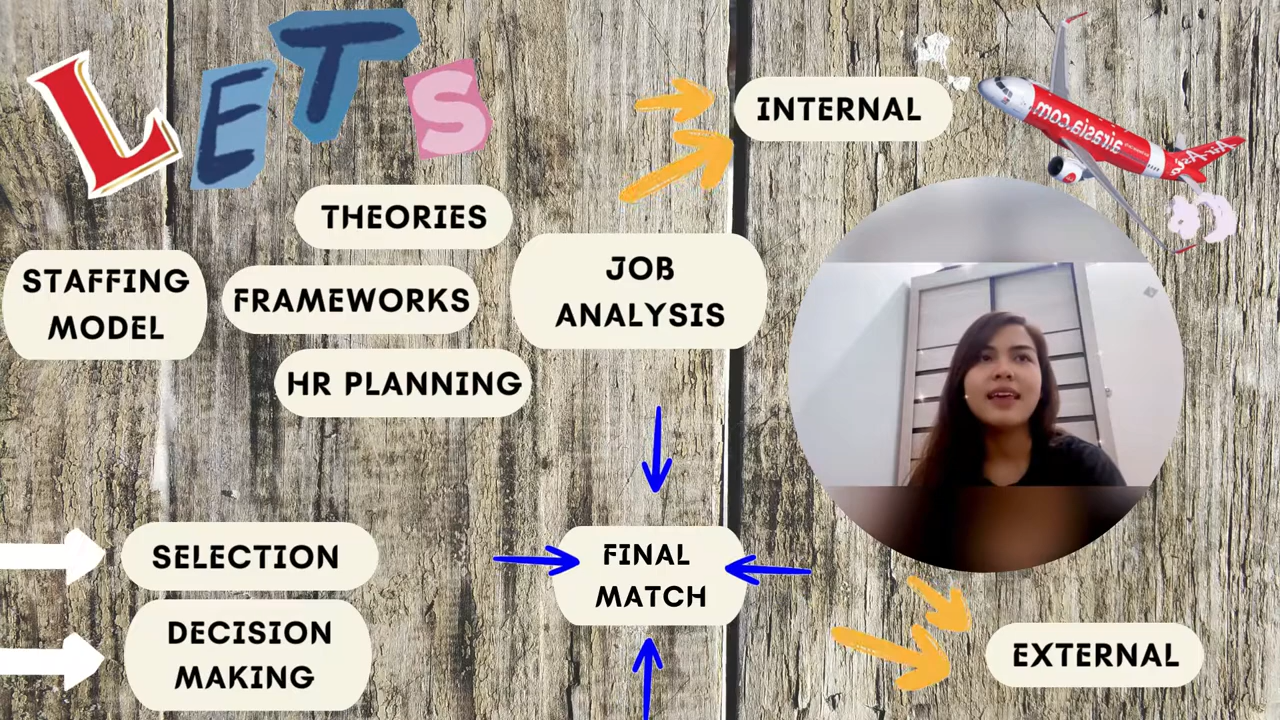 LETS
INTERNAL
airasia.com
THEORIES
STAFFING
MODEL
FRAMEWORKS
HR PLANNING
JOB
ANALYSIS
SELECTION
DECISION
MAKING
FINAL
MATCH
EXTERNAL